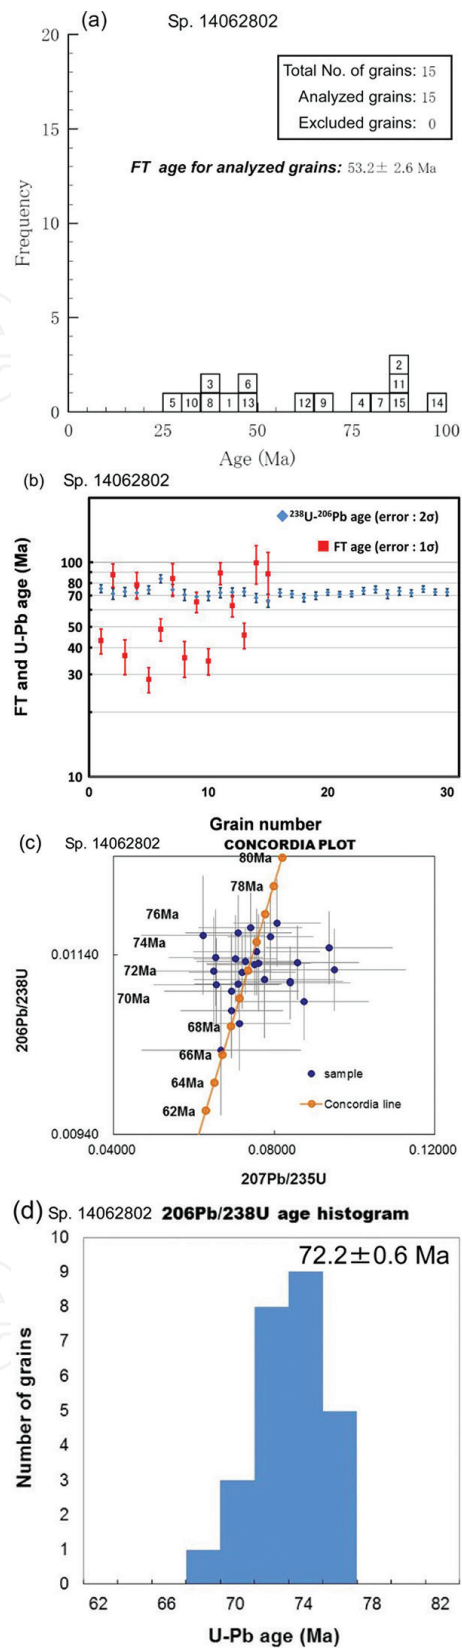 (a) Sp. 14062802
20
Total No. of grains: 15
Analyzed grains: 15
Excluded grains: 0
15
FT age for analyzed grains: 53.2± 2.6 Ma
10
Frequency
5
2
3 6 11
5 10 8 1 13 12 9 4 7 15 14
0
0 25 50 75 100
Age (Ma)
(b) Sp. 14062802
238U-206Pb age (error : 2σ)
FT age (error : 1σ)
100
80
70
50
40
30
10
FT and U-Pb age (Ma)
0 10 20 30
Grain number
(c) Sp. 14062802 CONCORDIA PLOT
80Ma
78Ma
76Ma
74Ma
0.01140
72Ma
70Ma
68Ma
66Ma
64Ma
62Ma
206Pb/238U
sample
Concordia line
0.00940
0.04000 0.08000 0.12000
207Pb/235U
(d) Sp. 14062802 206Pb/238U age histogram
72.2±0.6 Ma
10
9
8
7
6
5
4
3
2
1
0
Number of grains
62 66 70 74 78 82
U-Pb age (Ma)